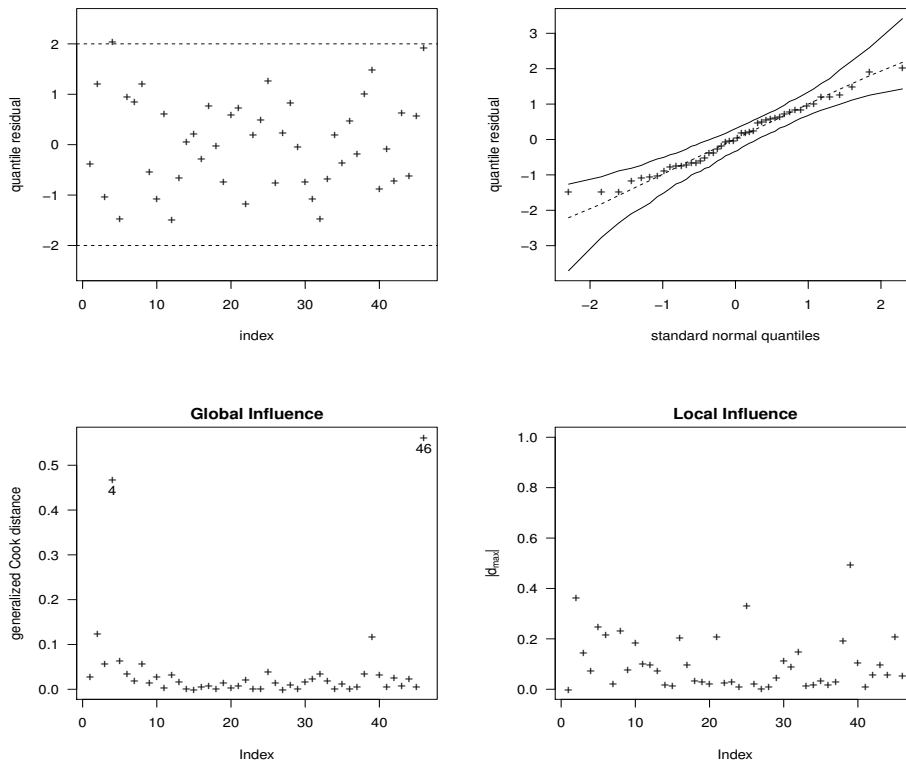 quantile residual
2
1
0
−1
−2
0 10 20 30 40
index
quantile residual
3
2
1
0
−1
−2
−3
−2 −1 0 1 2
standard normal quantiles
Global Influence
generalized Cook distance
0.5
0.4
0.3
0.2
0.1
0.0
4
46
0 10 20 30 40
Index
Local Influence
|dmax|
1.0
0.8
0.6
0.4
0.2
0.0
0 10 20 30 40
Index